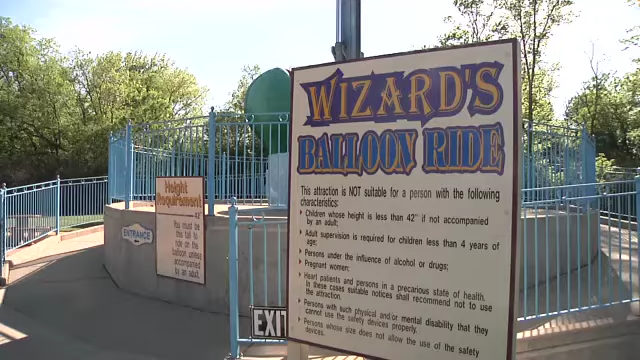 WIZARD'S
BALLOON RIDE
This attraction is NOT suitable for a person with the following
characteristics:
Children whose height is less than 42" if not accompanied
by an adult;
Adult supervision is required for children less than 4 years of
age;
Persons under the influence of alcohol or drugs;
Pregnant women;
Heart patients and persons in a precarious state of health.
In these cases suitable notices shall recommend not to use
the attraction.
Persons with such physical and/or mental disability that they
cannot use the safety devices properly.
Persons whose size does not allow the use of the safety
devices.
Height
Requirement
42"
You must be
this tall to
ride on the
balloon unless
accompanied
by an adult.
ENTRANCE
EXIT